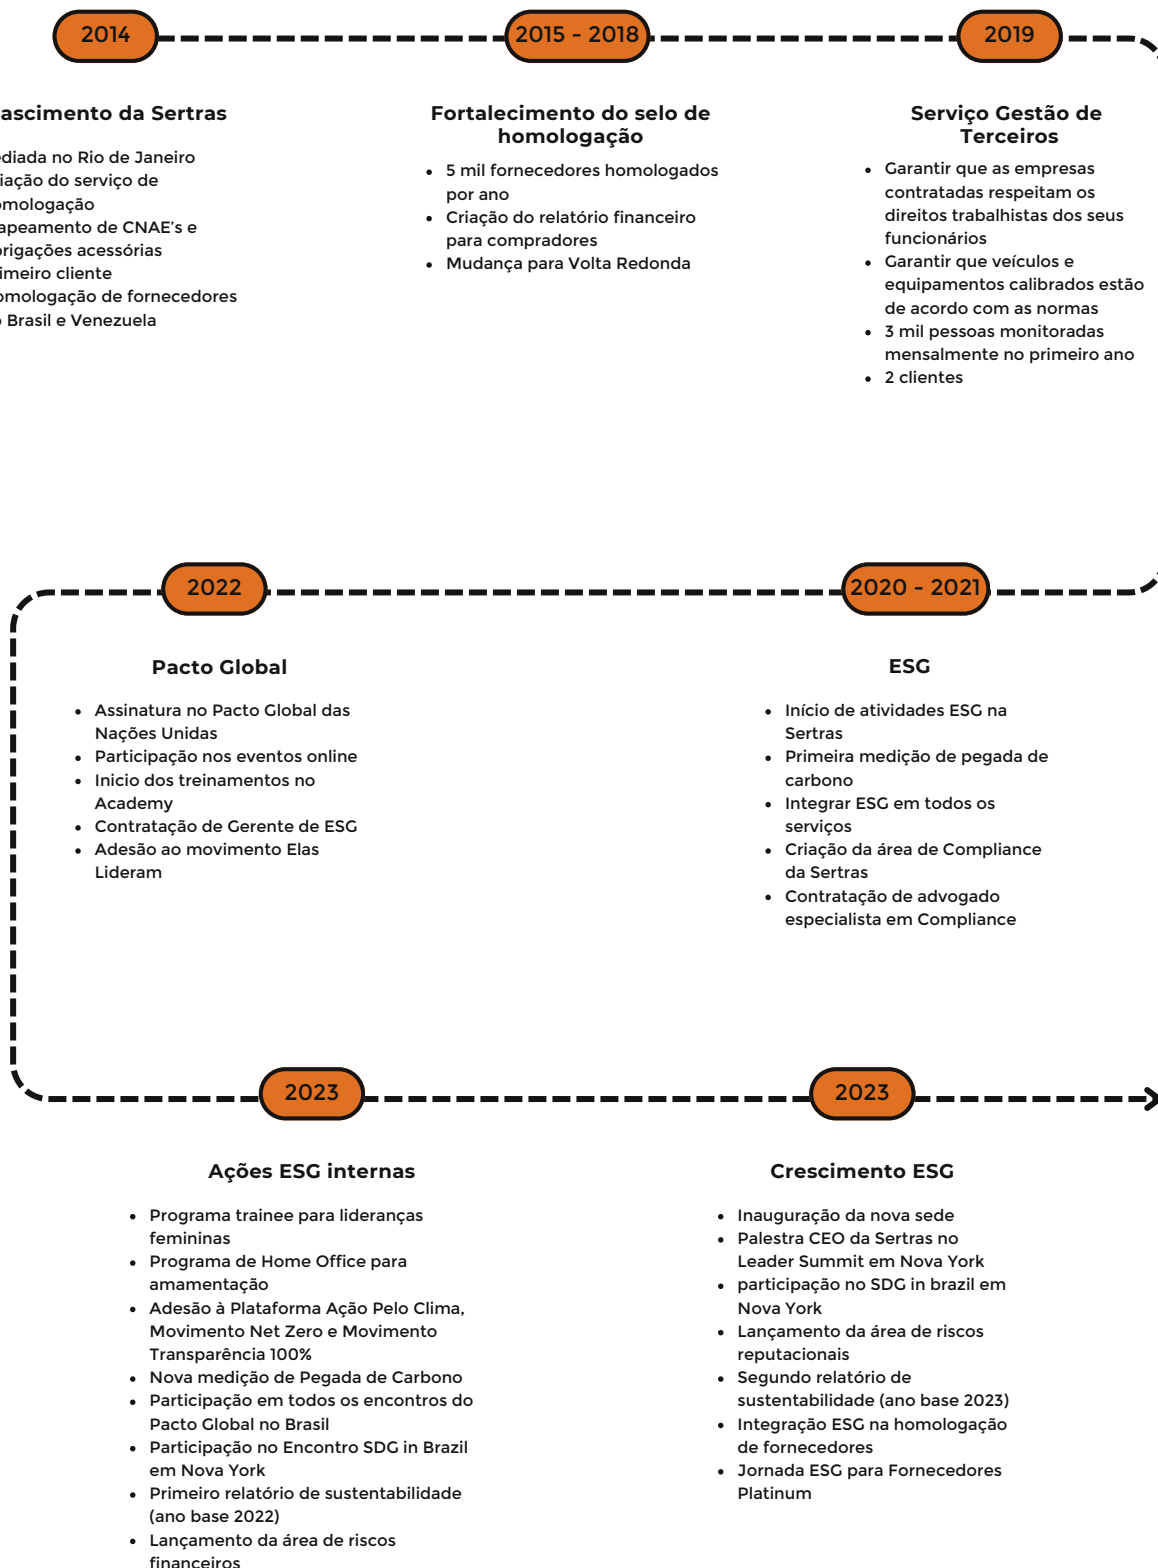 2014
2015 - 2018
2019
ascimento da Sertras
ediada no Rio de Janeiro
iação do serviço de
omologação
apeamento de CNAE's e
brigações acessórias
imeiro cliente
omologação de fornecedores
o Brasil e Venezuela
Fortalecimento do selo de
homologação
• 5 mil fornecedores homologados
por ano
• Criação do relatório financeiro
para compradores
• Mudança para Volta Redonda
Serviço Gestão de
Terceiros
• Garantir que as empresas
contratadas respeitam os
direitos trabalhistas dos seus
funcionários
• Garantir que veículos e
equipamentos calibrados estão
de acordo com as normas
• 3 mil pessoas monitoradas
mensalmente no primeiro ano
• 2 clientes
2022
2020 - 2021
Pacto Global
• Assinatura no Pacto Global das
Nações Unidas
• Participação nos eventos online
• Inicio dos treinamentos no
Academy
• Contratação de Gerente de ESG
• Adesão ao movimento Elas
Lideram
ESG
• Início de atividades ESG na
Sertras
• Primeira medição de pegada de
carbono
• Integrar ESG em todos os
serviços
• Criação da área de Compliance
da Sertras
• Contratação de advogado
especialista em Compliance
2023
2023
Ações ESG internas
• Programa trainee para lideranças
femininas
• Programa de Home Office para
amamentação
• Adesão à Plataforma Ação Pelo Clima,
Movimento Net Zero e Movimento
Transparência 100%
• Nova medição de Pegada de Carbono
• Participação em todos os encontros do
Pacto Global no Brasil
• Participação no Encontro SDG in Brazil
em Nova York
• Primeiro relatório de sustentabilidade
(ano base 2022)
• Lançamento da área de riscos
financeiros
Crescimento ESG
• Inauguração da nova sede
• Palestra CEO da Sertras no
Leader Summit em Nova York
• participação no SDG in brazil em
Nova York
• Lançamento da área de riscos
reputacionais
• Segundo relatório de
sustentabilidade (ano base 2023)
• Integração ESG na homologação
de fornecedores
• Jornada ESG para Fornecedores
Platinum